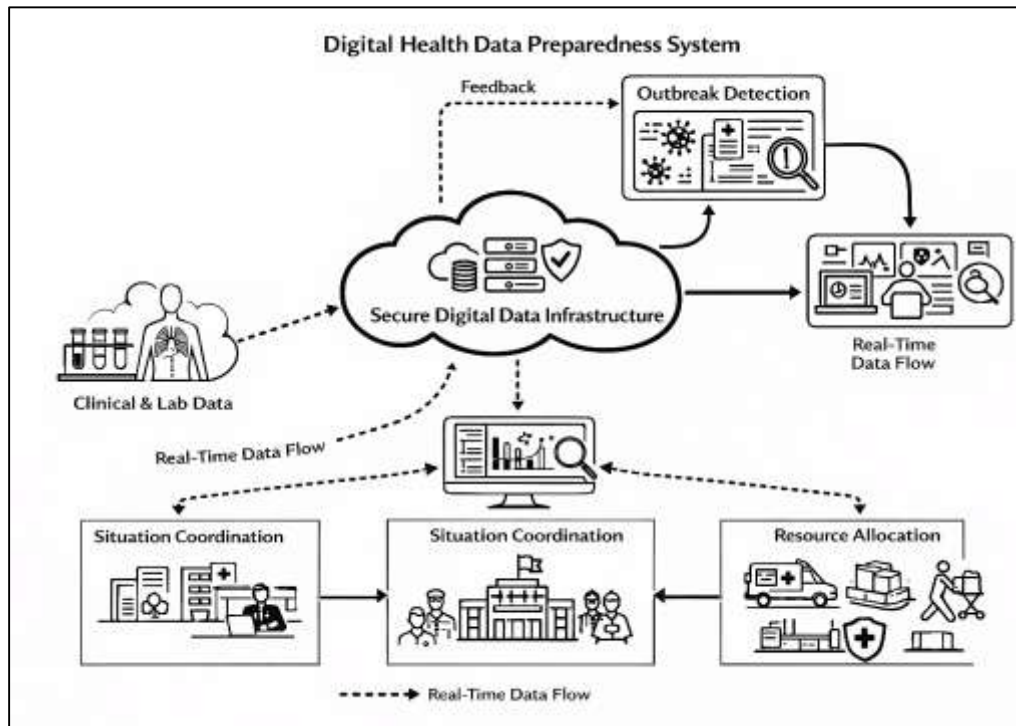 Digital Health Data Preparedness System
Feedback
Outbreak Detection
Secure Digital Data Infrastructure
Real-Time
Data Flow
Clinical & Lab Data
Real-Time Data Flow
Situation Coordination
Situation Coordination
Resource Allocation
Real-Time Data Flow